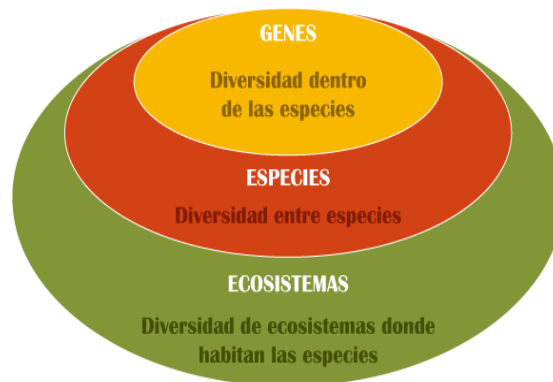 GENES
Diversidad dentro
de las especies
ESPECIES
Diversidad entre especies
ECOSISTEMAS
Diversidad de ecosistemas donde
habitan las especies